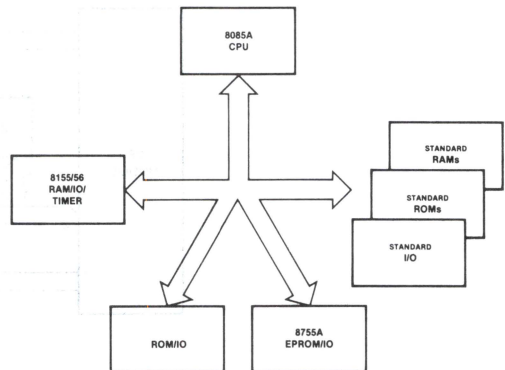 8085A
CPU
8155/56
RAM/IO/
TIMER
STANDARD
RAMs
STANDARD
ROMs
STANDARD
I/O
ROM/IO
8755A
EPROM/IO